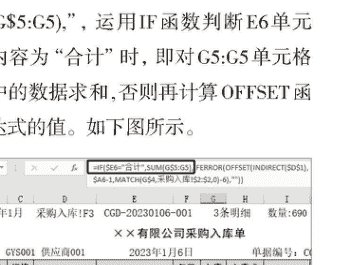 G$5:G5),”，运用IF函数判断E6单元
内容为“合计”时，即对G5:G5单元格
中的数据求和,否则再计算OFFSET函
达式的值。如下图所示。
=IF($E6="合计",SUM(G$5:G5),IFERROR(OFFSET(INDIRECT($D$1),
$A6-1,MATCH(G$4,采购入库!$2:$2,0)-6),""))
C D E F G H I
年1月 采购入库!F3 CGD-20230106-001 3条明细 数量:690
××有限公司采购入库单
GYS001 供应商001 2023年1月6日 单据编号：CG